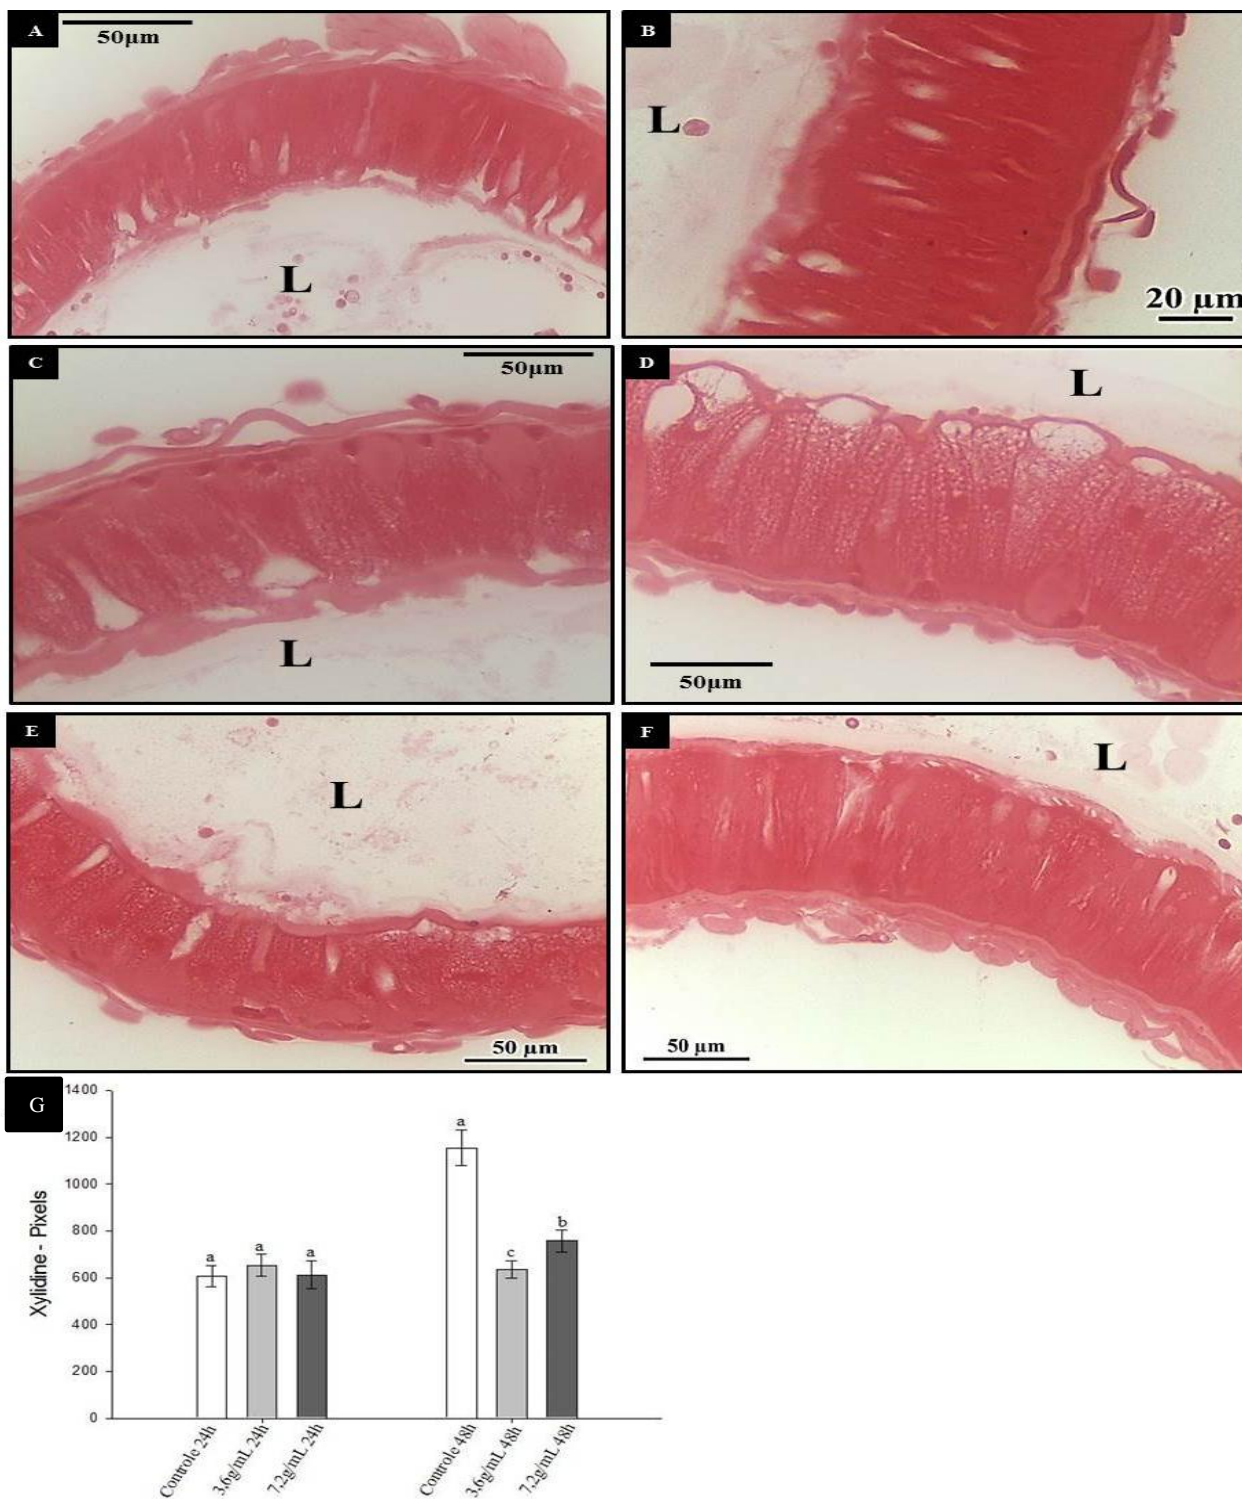 A
50µm
L
B
L
20 µm
C
50µm
L
D
L
50µm
E
L
50 µm
F
L
50 µm
G
Xylidine - Pixels
1400
1200
1000
800
600
400
200
0
a
a
a
a
c
b
Controle 24h
3,6g/mL 24h
7,2g/mL 24h
Controle 48h
3,6g/mL 48h
7,2g/mL 48h